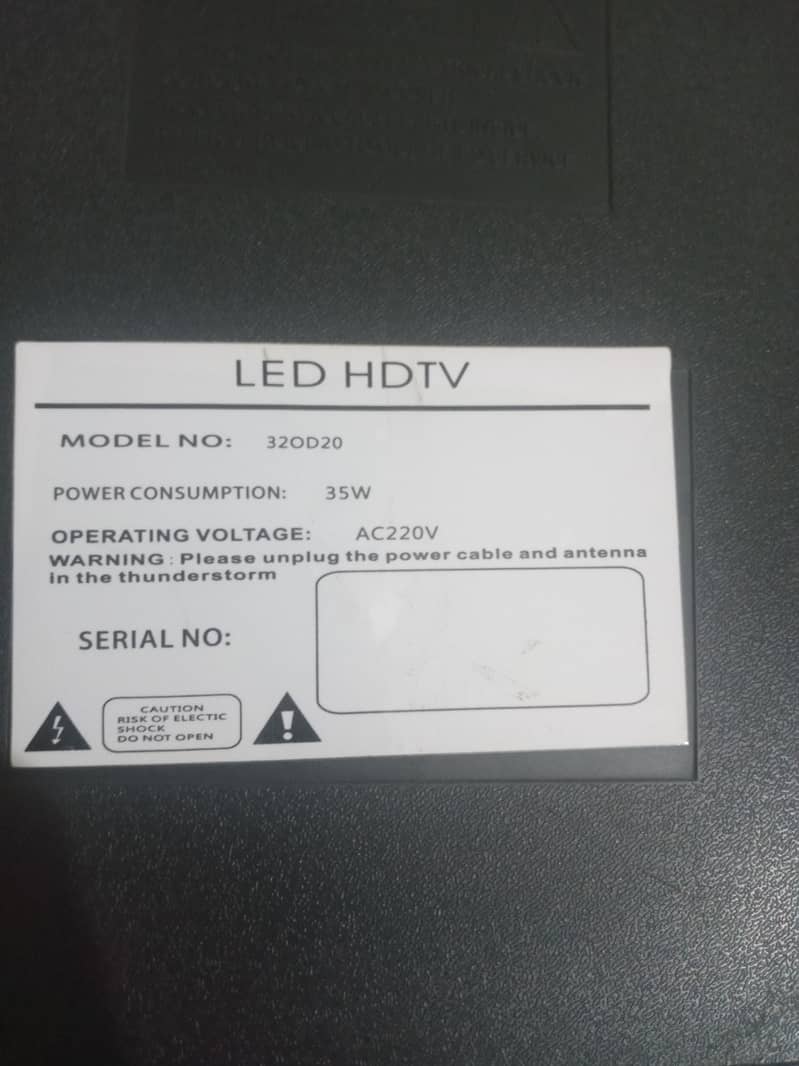 LED HDTV
MODEL NO: 32OD20
POWER CONSUMPTION: 35W
OPERATING VOLTAGE: AC220V
WARNING : Please unplug the power cable and antenna
in the thunderstorm
SERIAL NO:
CAUTION
RISK OF ELECTIC
SHOCK
DO NOT OPEN